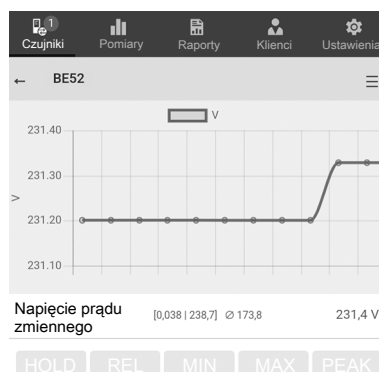 1
Czujniki Pomiary Raporty Klienci Ustawienia
← BE52
V
231.40
231.30
V
231.20
231.10
Napięcie prądu zmiennego [0,038 | 238,7] ∅ 173,8 231,4 V
HOLD REL MIN MAX PEAK